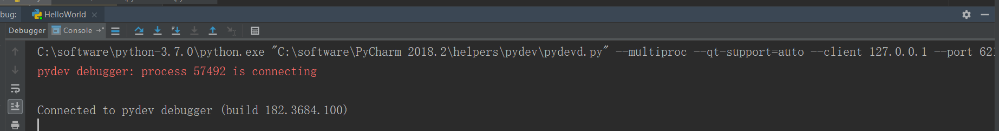 bug: HelloWorld
Debugger Console
C:\software\python-3.7.0\python.exe "C:\software\PyCharm 2018.2\helpers\pydev\pydevd.py" --multiproc --qt-support=auto --client 127.0.0.1 --port 621
pydev debugger: process 57492 is connecting
Connected to pydev debugger (build 182.3684.100)